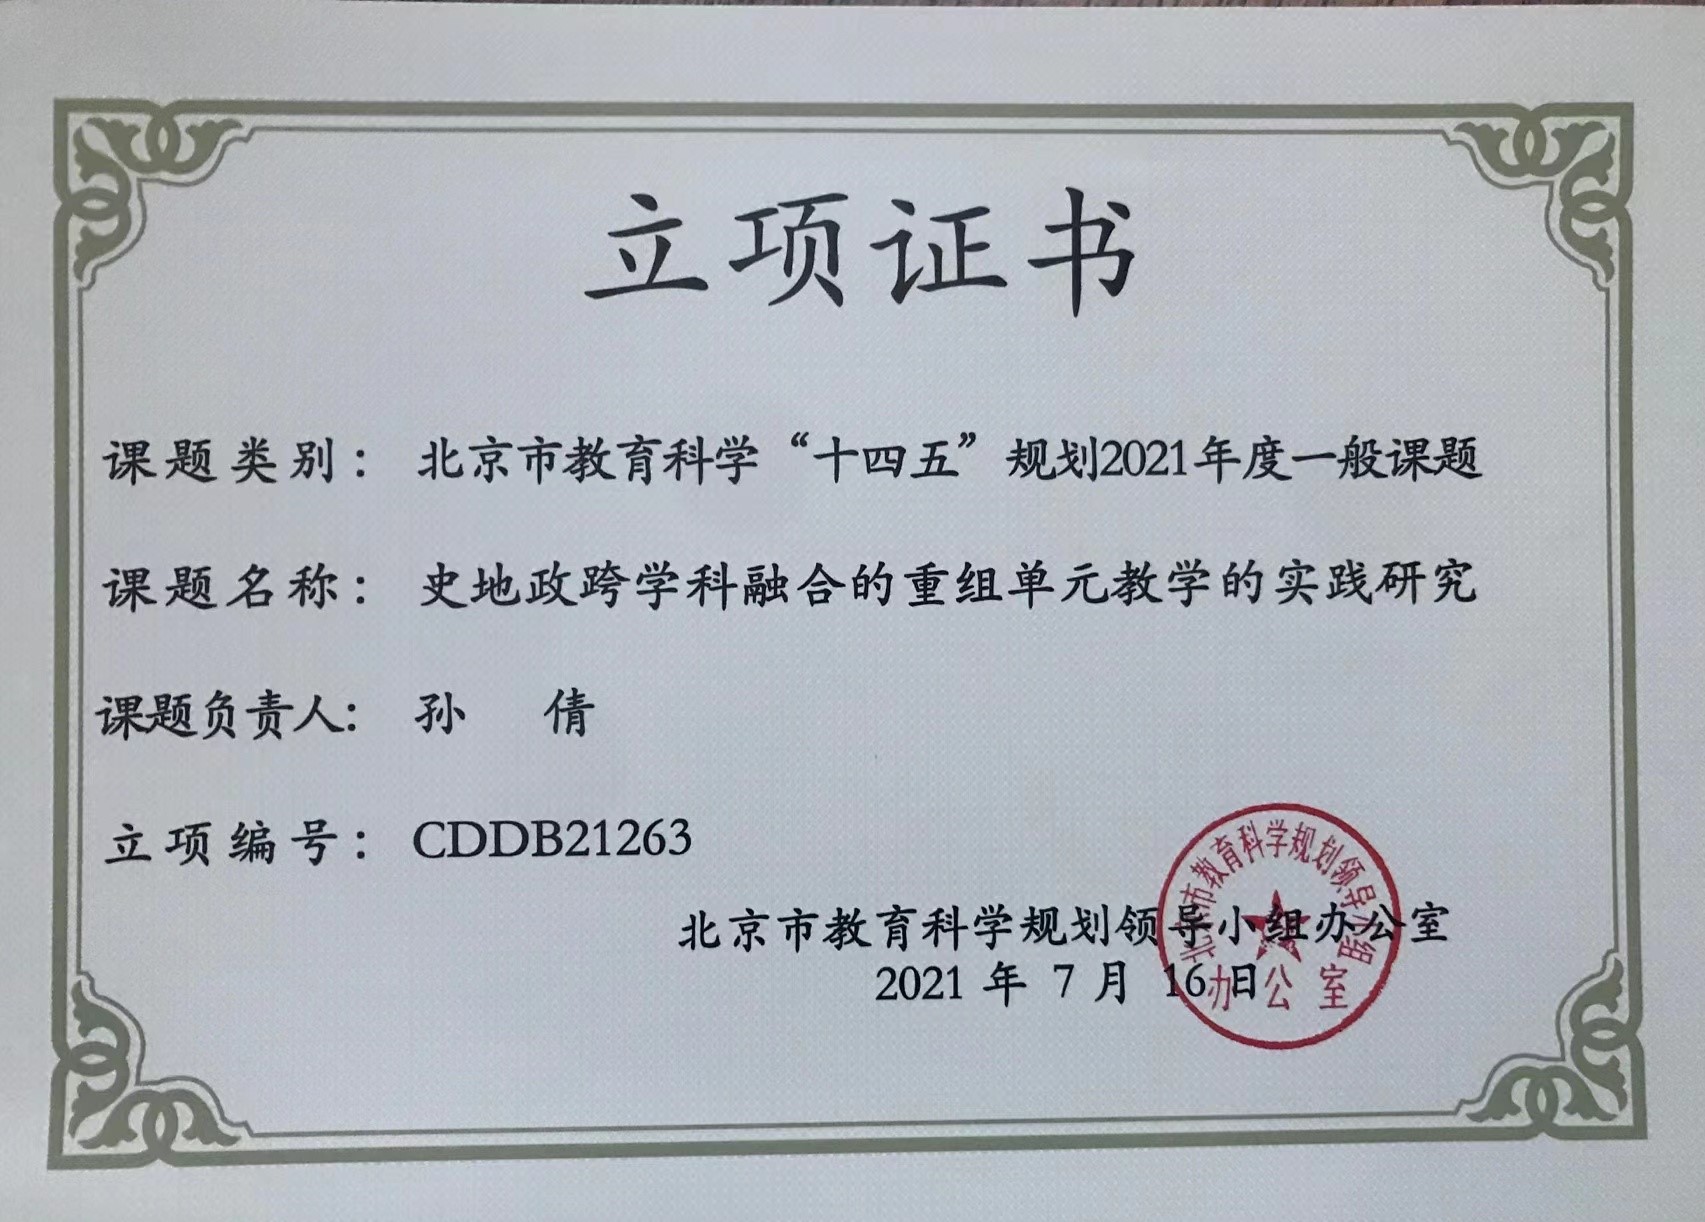 立项证书
课题类别：北京市教育科学“十四五”规划2021年度一般课题
课题名称：史地政跨学科融合的重组单元教学的实践研究
课题负责人：孙 倩
立项编号：CDDB21263
北京市教育科学规划领导小组办公室
2021 年 7 月 16日
北京市教育科学规划领导小组
办公室